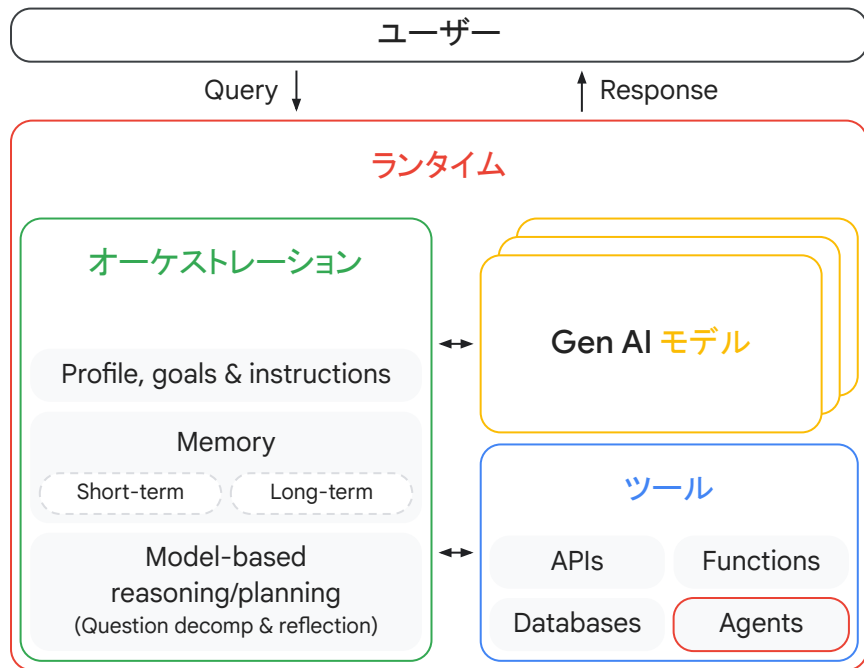 ユーザー
Query
Response
ランタイム
オーケストレーション
Profile, goals & instructions
Memory
Short-term
Long-term
Model-based
reasoning/planning
(Question decomp & reflection)
Gen AI モデル
ツール
APIs
Functions
Databases
Agents